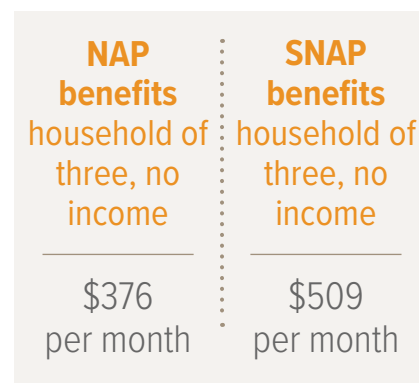 NAP
benefits
household of
three, no
income
$376
per month
SNAP
benefits
household of
three, no
income
$509
per month